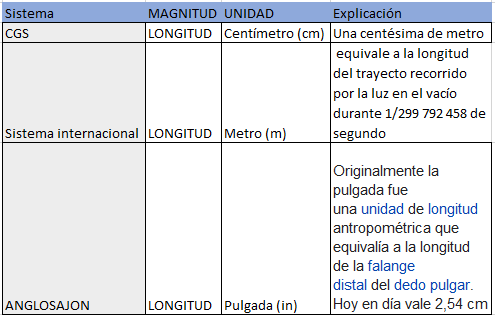 Sistema MAGNITUD UNIDAD Explicación
CGS LONGITUD Centímetro (cm) Una centésima de metro
equivale a la longitud
del trayecto recorrido
por la luz en el vacío
durante 1/299 792 458 de
Sistema internacional LONGITUD Metro (m) segundo
Originalmente la
pulgada fue
una unidad de longitud
antropométrica que
equivalía a la longitud
de la falange
distal del dedo pulgar.
ANGLOSAJON LONGITUD Pulgada (in) Hoy en día vale 2,54 cm